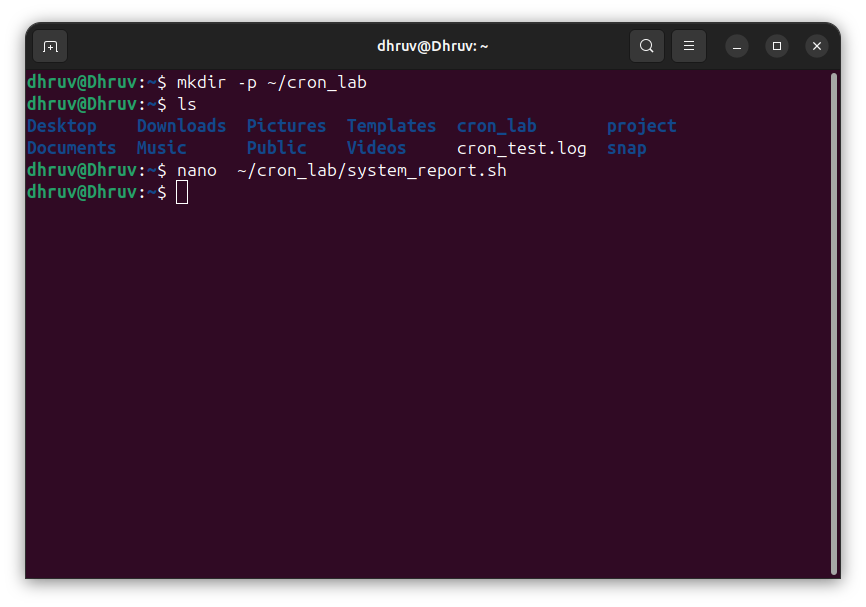 dhruv@Dhruv: ~
dhruv@Dhruv:~$ mkdir -p ~/cron_lab
dhruv@Dhruv:~$ ls
Desktop    Downloads  Pictures  Templates  cron_lab       project
Documents  Music      Public    Videos     cron_test.log  snap
dhruv@Dhruv:~$ nano  ~/cron_lab/system_report.sh
dhruv@Dhruv:~$